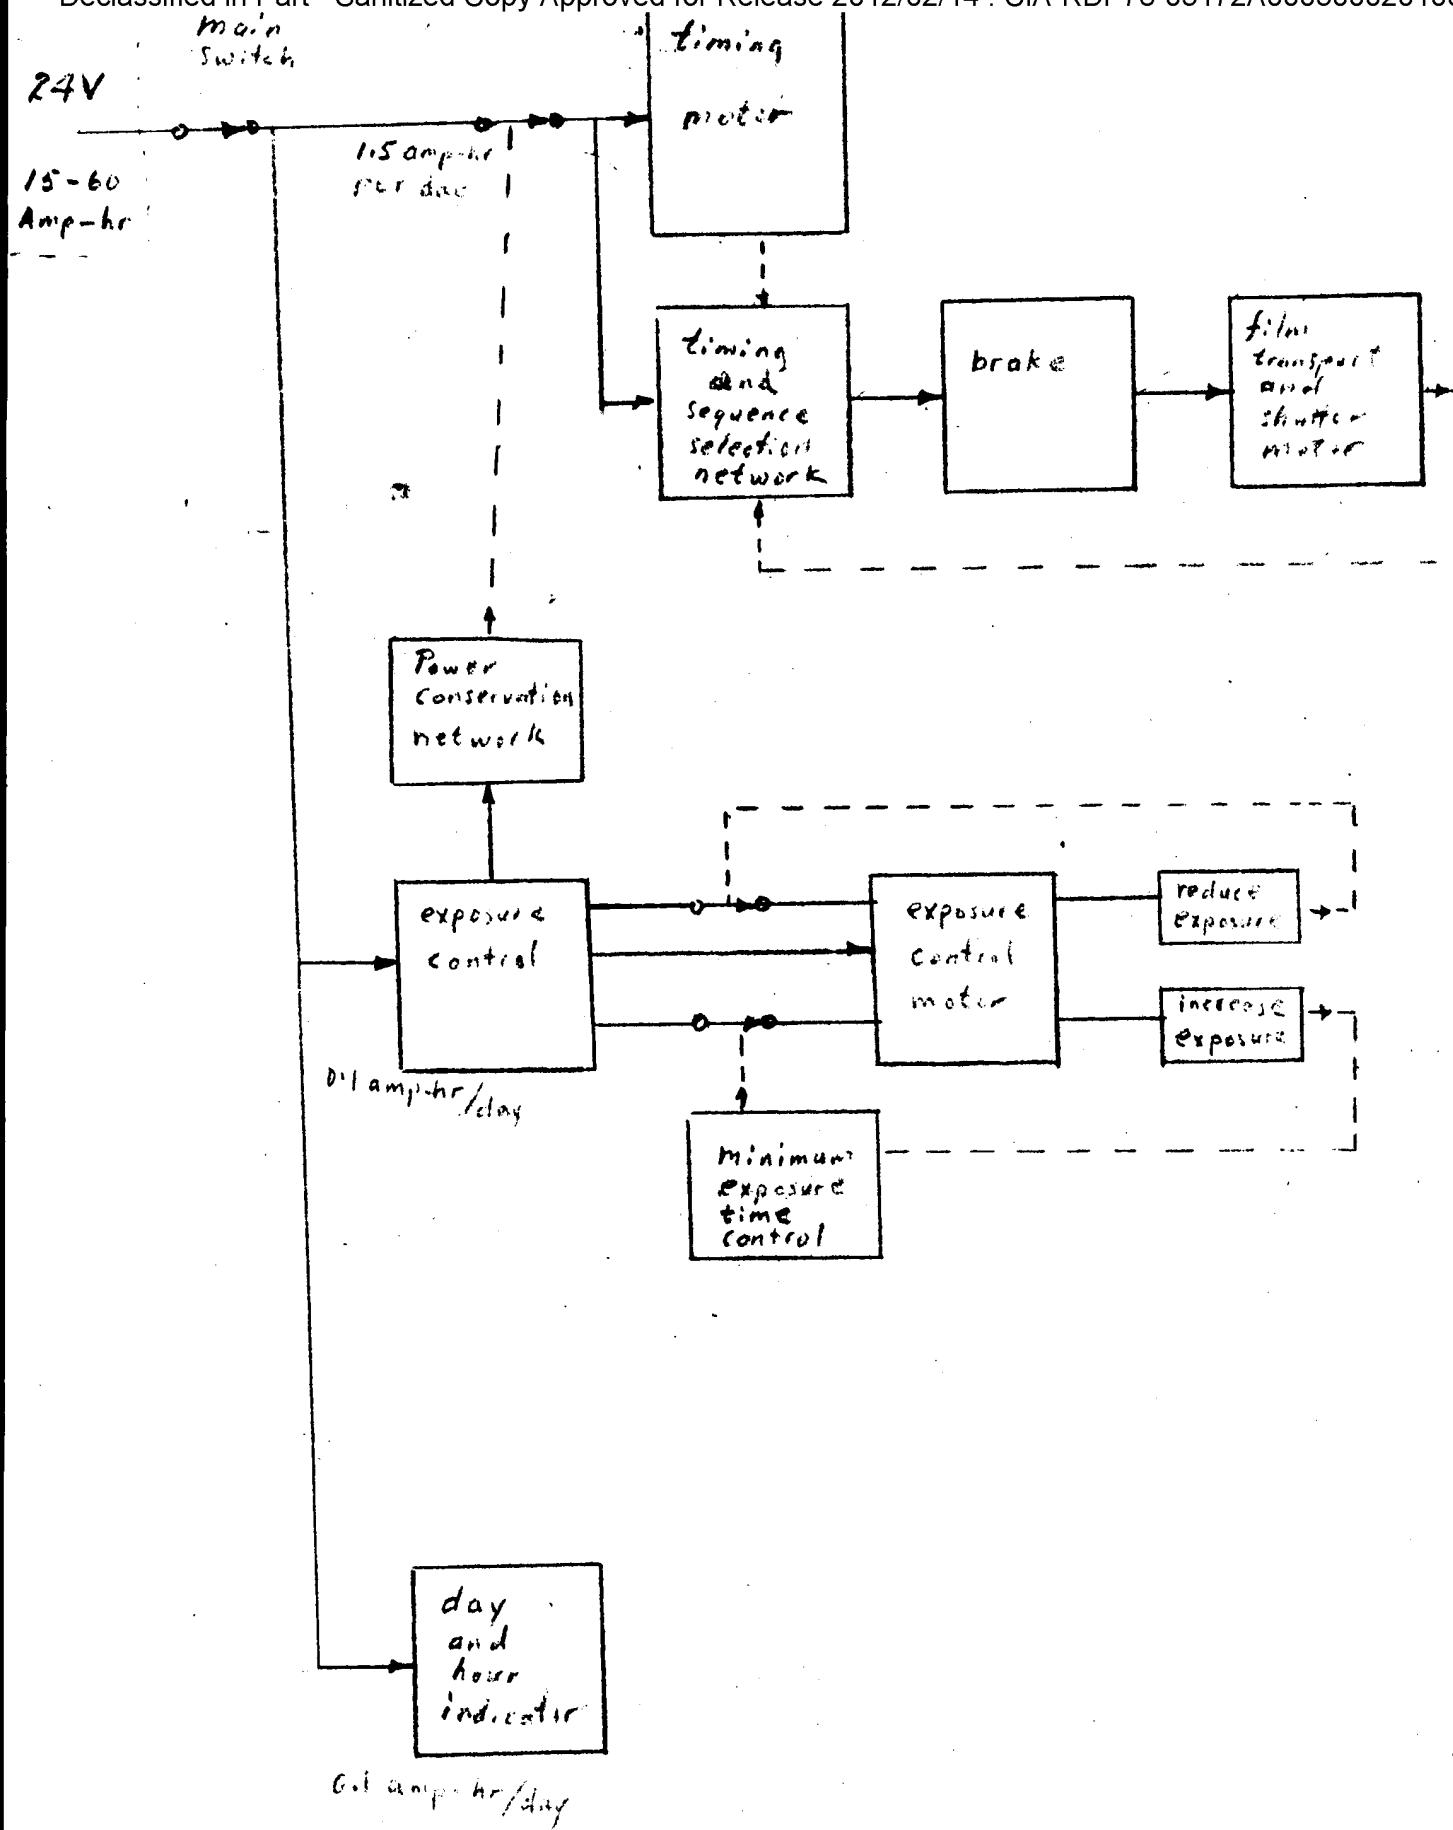 Declassified in Part - Sanitized Copy Approved for Release 2012/02/14 :
main
switch
24V
15-60
Amp-hr
1.5 amp-hr
per day
timing
motor
timing
and
sequence
selection
network
brake
film
transport
and
shutter
motor
Power
conservation
network
exposure
control
0.1 amp-hr/day
exposure
control
motor
reduce
exposure
increase
exposure
minimum
exposure
time
control
day
and
hour
indicator
0.1 amp-hr/day